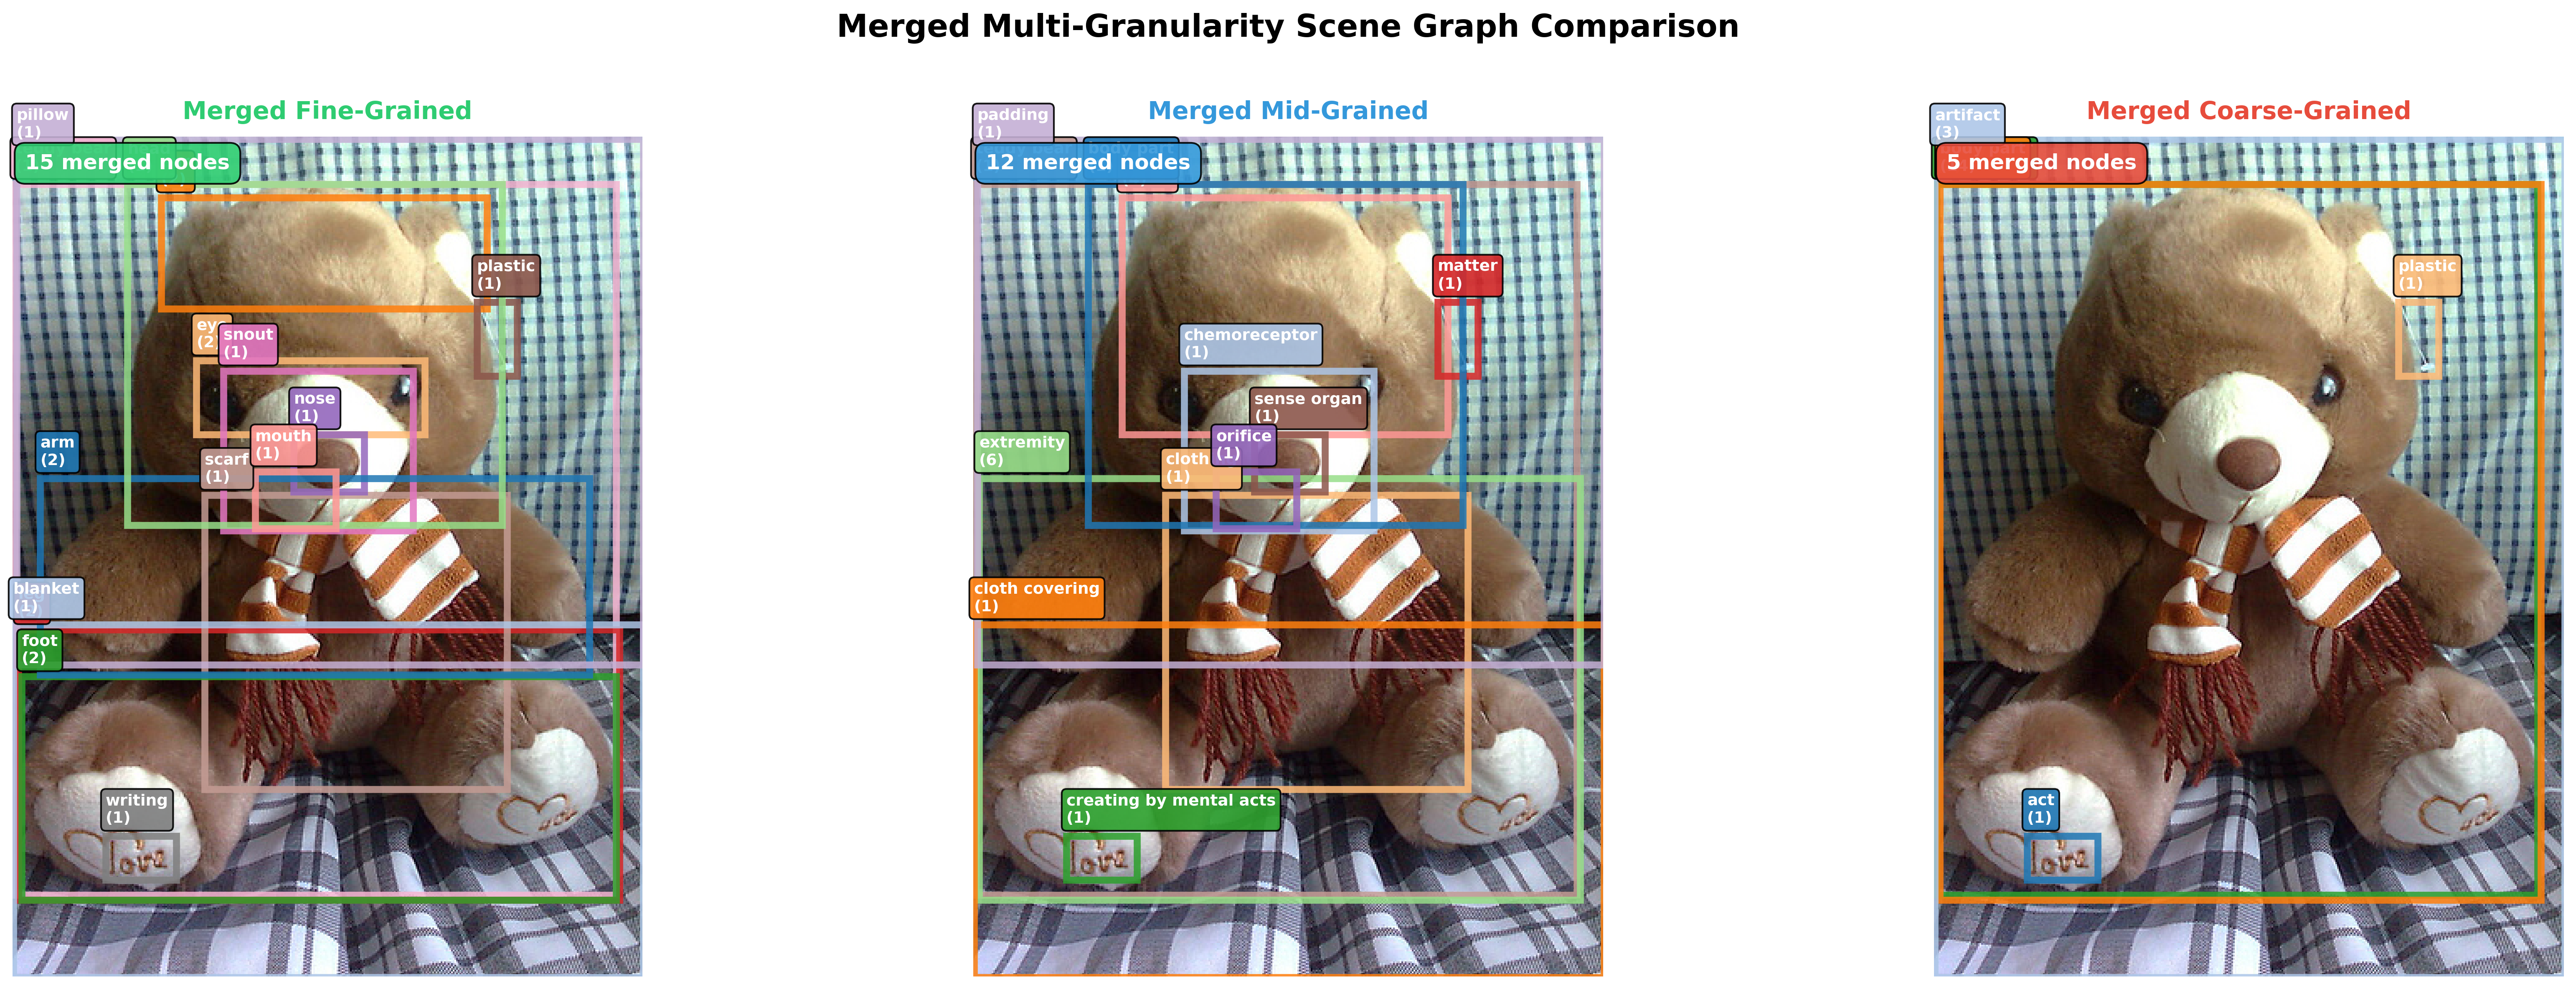 Merged Multi-Granularity Scene Graph Comparison
Merged Fine-Grained
pillow
(1)
15 merged nodes
plastic
(1)
(2
snout
(1)
nose
(1)
arm
(2)
mouth
(1)
scarf
(1)
blanket
(1)
foot
(2)
writing
(1)
love
Merged Mid-Grained
padding
(1)
body part
12 merged nodes
matter
(1)
chemoreceptor
(1)
sense organ
(1)
extremity
(6)
orifice
(1)
cloth
(1)
cloth covering
(1)
creating by mental acts
(1)
love
Merged Coarse-Grained
artifact
(3)
5 merged nodes
plastic
(1)
act
(1)
love